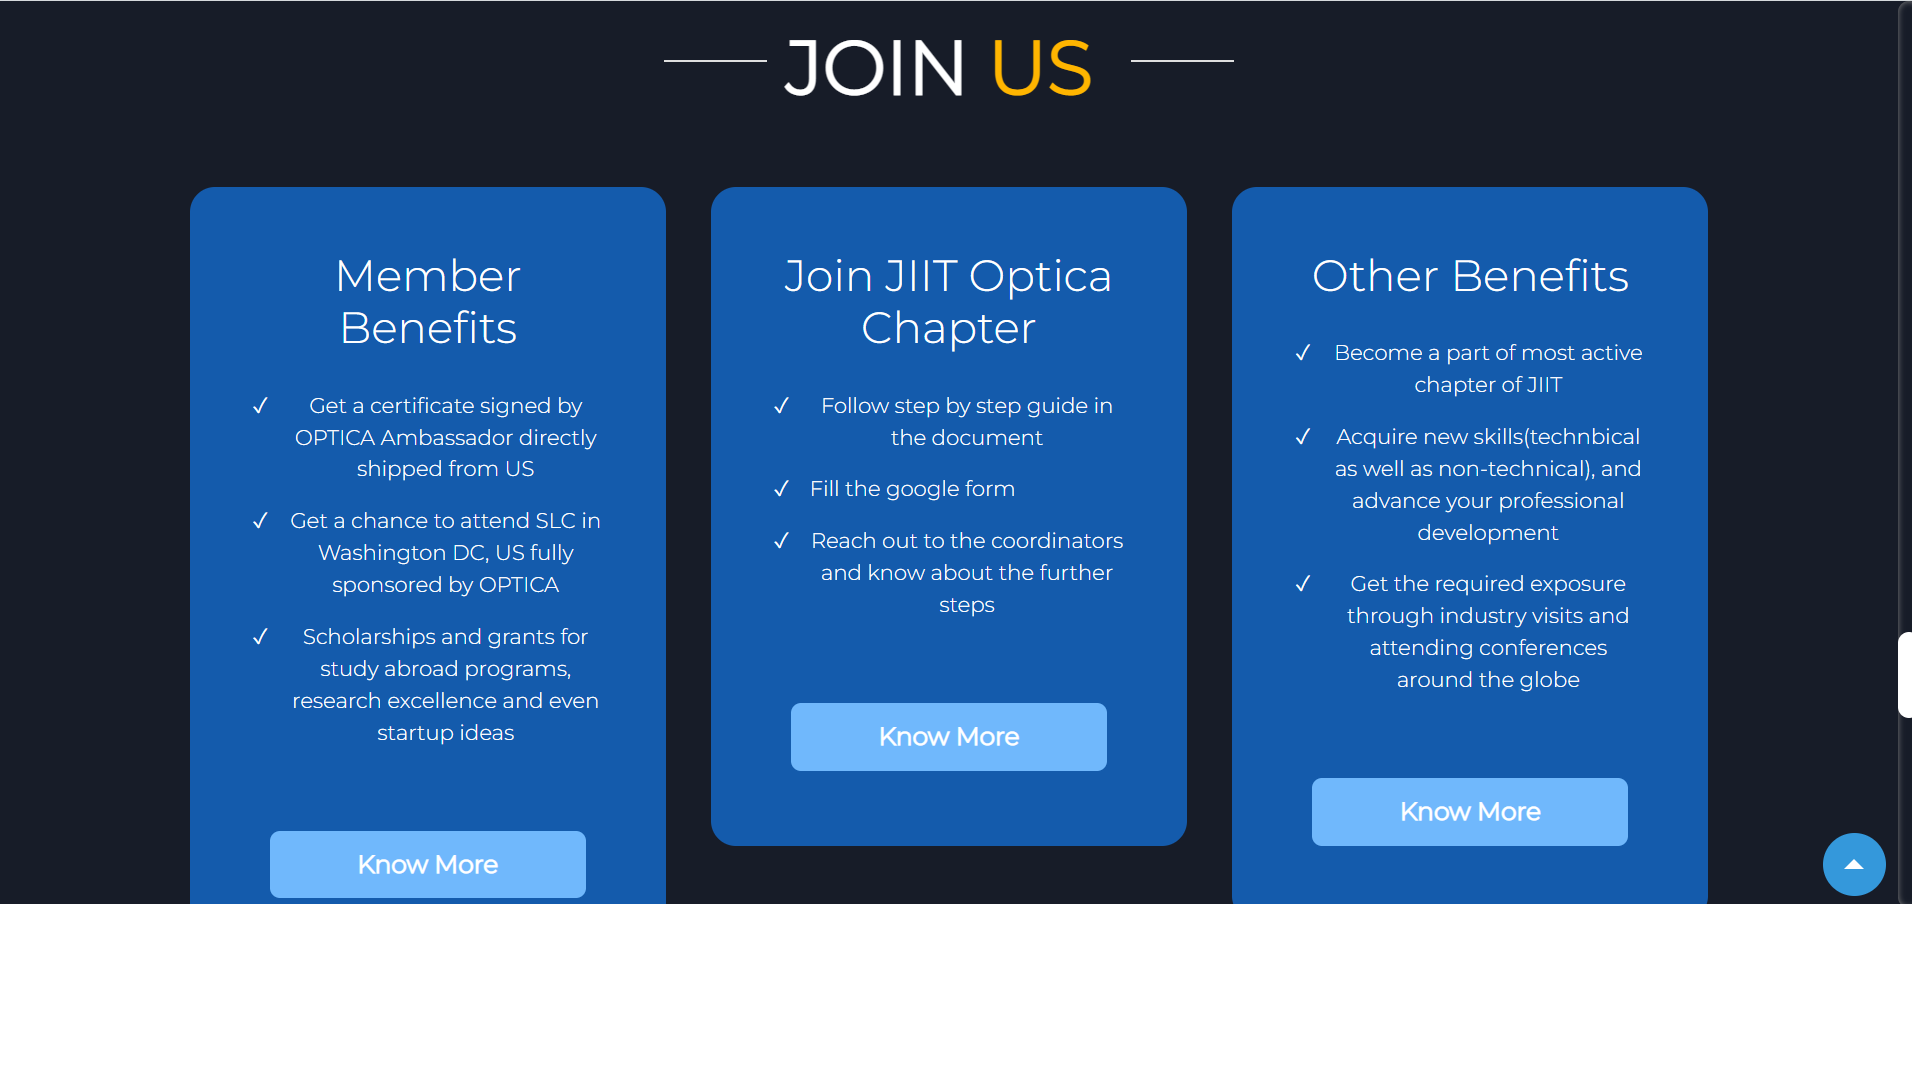 JOIN US
Member
Benefits
✓ Get a certificate signed by
OPTICA Ambassador directly
shipped from US
✓ Get a chance to attend SLC in
Washington DC, US fully
sponsored by OPTICA
✓ Scholarships and grants for
study abroad programs,
research excellence and even
startup ideas
Know More
Join JIIT Optica
Chapter
✓ Follow step by step guide in
the document
✓ Fill the google form
✓ Reach out to the coordinators
and know about the further
steps
Know More
Other Benefits
✓ Become a part of most active
chapter of JIIT
✓ Acquire new skills(technbical
as well as non-technical), and
advance your professional
development
✓ Get the required exposure
through industry visits and
attending conferences
around the globe
Know More